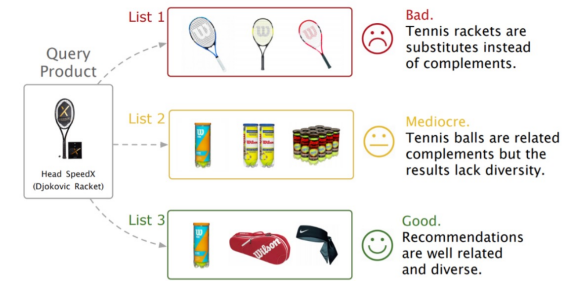 List 1
Bad.
Tennis rackets are
substitutes instead
of complements.
Query
Product
Head SpeedX
(Djokovic Racket)
List 2
Mediocre.
Tennis balls are related
complements but the
results lack diversity.
List 3
Wilson
Good.
Recommendations
are well related
and diverse.